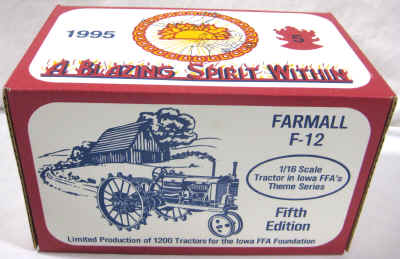 1995
5
A BLAZING SPIRIT WITHIN
FARMALL
F-12
1/16 Scale
Tractor in Iowa FFA's
Theme Series
Fifth
Edition
Limited Production of 1200 Tractors for the Iowa FFA Foundation